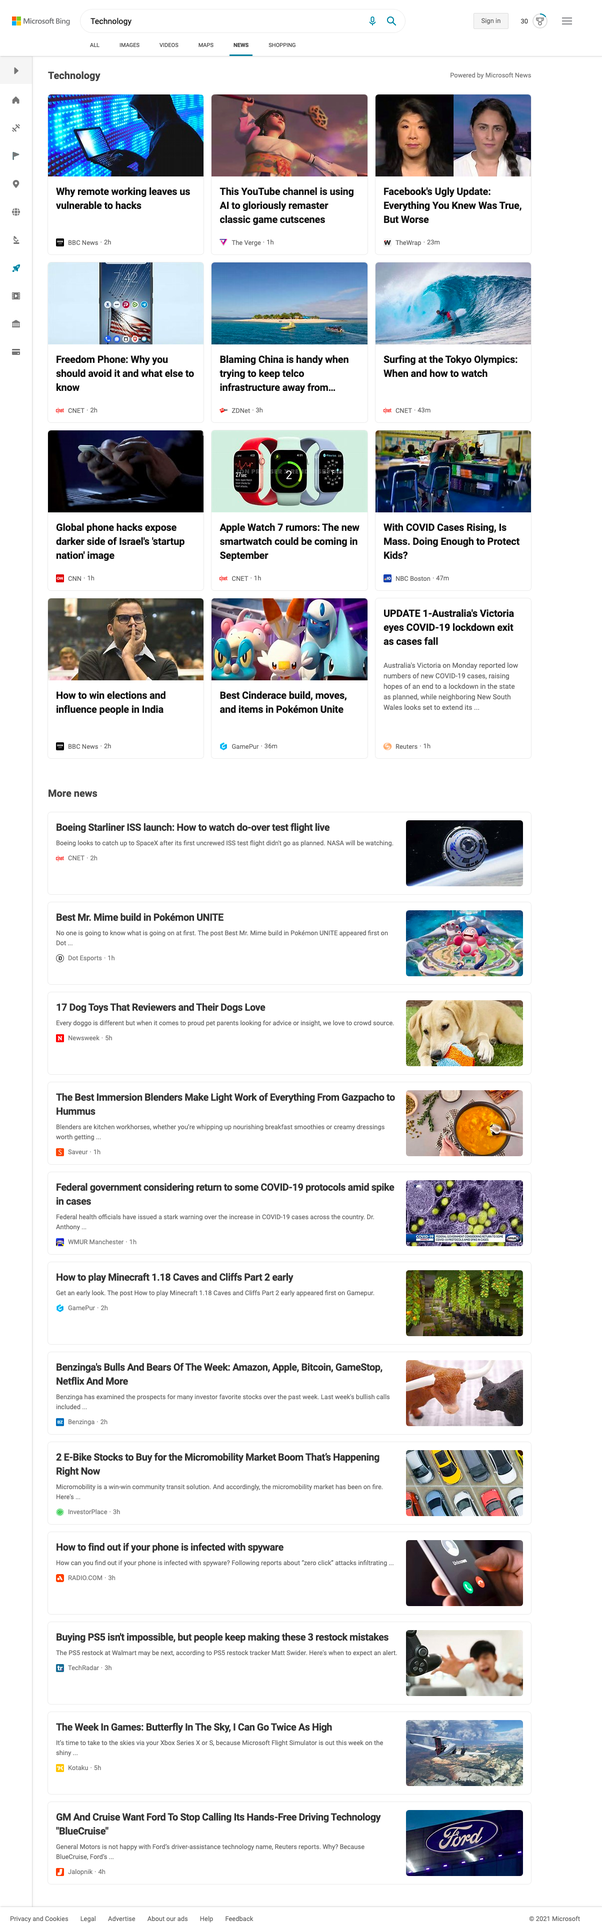 Microsoft Bing
Technology
Sign in
30
ALL
IMAGES
VIDEOS
MAPS
NEWS
SHOPPING
Technology
Powered by Microsoft News
Why remote working leaves us
vulnerable to hacks
BBC News · 2h
This YouTube channel is using
AI to gloriously remaster
classic game cutscenes
The Verge · 1h
Facebook's Ugly Update:
Everything You Knew Was True,
But Worse
TheWrap · 23m
7:42
Freedom Phone: Why you
should avoid it and what else to
know
CNET · 2h
Blaming China is handy when
trying to keep telco
infrastructure away from...
ZDNet · 3h
Surfing at the Tokyo Olympics:
When and how to watch
CNET · 43m
Global phone hacks expose
darker side of Israel's 'startup
nation' image
CNN · 1h
2
Apple Watch 7 rumors: The new
smartwatch could be coming in
September
CNET · 1h
With COVID Cases Rising, Is
Mass. Doing Enough to Protect
Kids?
NBC Boston · 47m
How to win elections and
influence people in India
BBC News · 2h
Best Cinderace build, moves,
and items in Pokémon Unite
GamePur · 36m
UPDATE 1-Australia's Victoria
eyes COVID-19 lockdown exit
as cases fall
Australia's Victoria on Monday reported low
numbers of new COVID-19 cases, raising
hopes of an end to a lockdown in the state
as planned, while neighboring New South
Wales looks set to extend its ...
Reuters · 1h
More news
Boeing Starliner ISS launch: How to watch do-over test flight live
Boeing looks to catch up to SpaceX after its first uncrewed ISS test flight didn't go as planned. NASA will be watching.
CNET · 2h
Best Mr. Mime build in Pokémon UNITE
No one is going to know what is going on at first. The post Best Mr. Mime build in Pokémon UNITE appeared first on
Dot ...
Dot Esports · 1h
17 Dog Toys That Reviewers and Their Dogs Love
Every doggo is different but when it comes to proud pet parents looking for advice or insight, we love to crowd source.
Newsweek · 5h
The Best Immersion Blenders Make Light Work of Everything From Gazpacho to
Hummus
Blenders are kitchen workhorses, whether you're whipping up nourishing breakfast smoothies or creamy dressings
worth getting ...
Saveur · 1h
Federal government considering return to some COVID-19 protocols amid spike
in cases
Federal health officials have issued a stark warning over the increase in COVID-19 cases across the country. Dr.
Anthony ...
WMUR Manchester · 1h
How to play Minecraft 1.18 Caves and Cliffs Part 2 early
Get an early look. The post How to play Minecraft 1.18 Caves and Cliffs Part 2 early appeared first on Gamepur.
GamePur · 2h
Benzinga's Bulls And Bears Of The Week: Amazon, Apple, Bitcoin, GameStop,
Netflix And More
Benzinga has examined the prospects for many investor favorite stocks over the past week. Last week's bullish calls
included ...
Benzinga · 2h
2 E-Bike Stocks to Buy for the Micromobility Market Boom That's Happening
Right Now
Micromobility is a win-win community transit solution. And accordingly, the micromobility market has been on fire.
Here's ...
InvestorPlace · 3h
How to find out if your phone is infected with spyware
How can you find out if your phone is infected with spyware? Following reports about "zero click" attacks infiltrating ...
RADIO.COM · 3h
Buying PS5 isn't impossible, but people keep making these 3 restock mistakes
The PS5 restock at Walmart may be next, according to PS5 restock tracker Matt Swider. Here's when to expect an alert.
TechRadar · 3h
The Week In Games: Butterfly In The Sky, I Can Go Twice As High
It's time to take to the skies via your Xbox Series X or S, because Microsoft Flight Simulator is out this week on the
shiny ...
Kotaku · 5h
GM And Cruise Want Ford To Stop Calling Its Hands-Free Driving Technology
"BlueCruise"
General Motors is not happy with Ford's driver-assistance technology name, Reuters reports. Why? Because
BlueCruise, Ford's ...
Jalopnik · 4h
Ford
Privacy and Cookies
Legal
Advertise
About our ads
Help
Feedback
© 2021 Microsoft